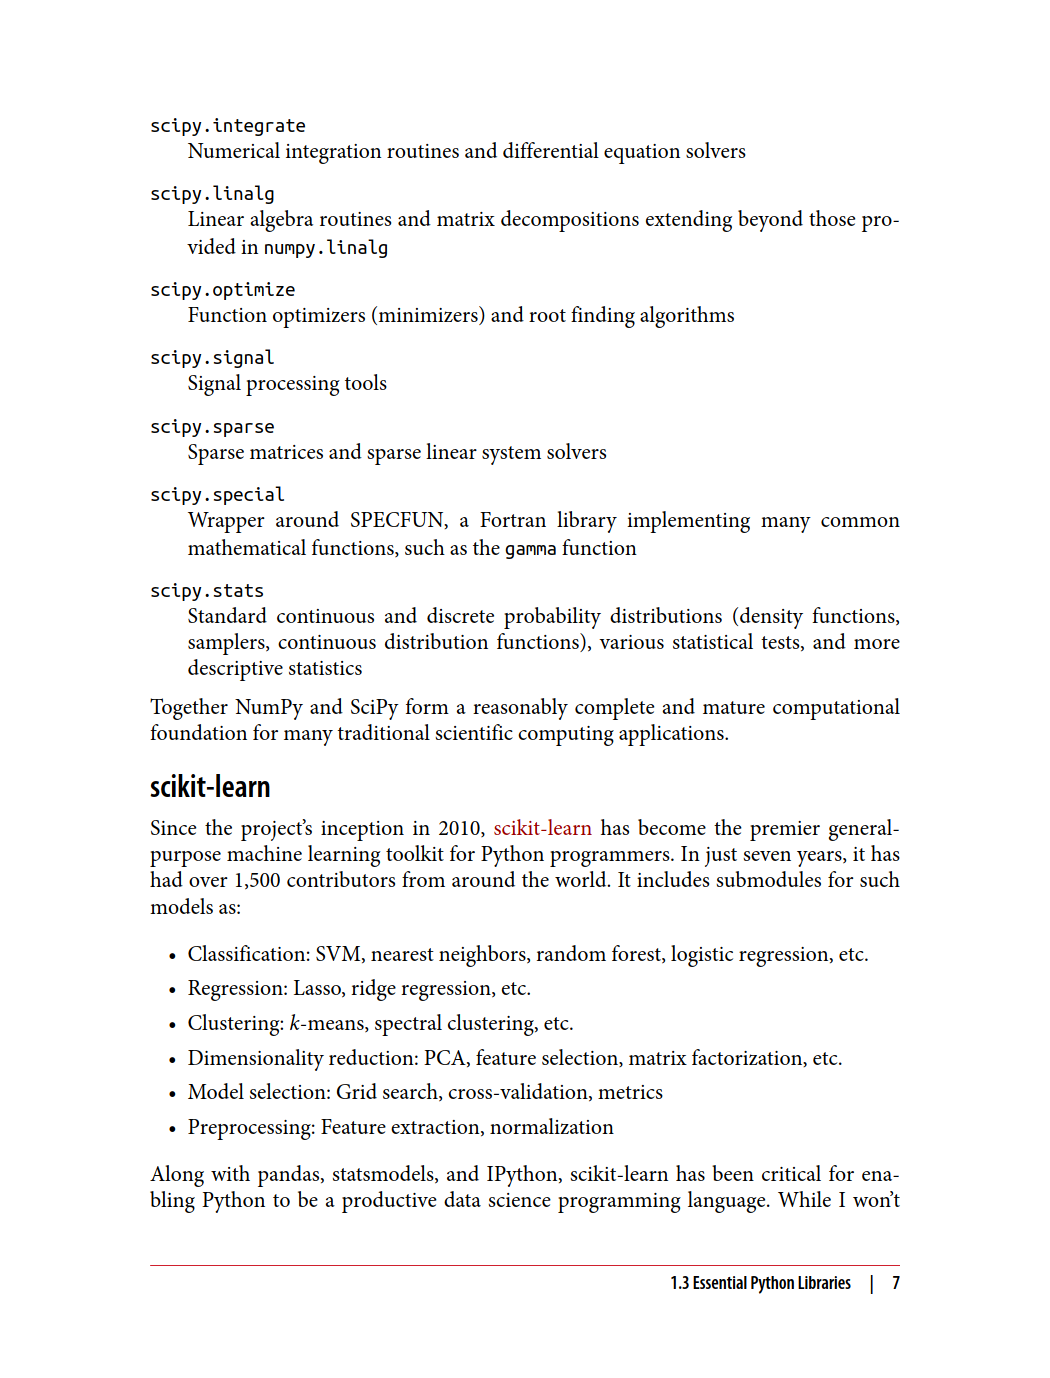 scipy.integrate
Numerical integration routines and differential equation solvers
scipy.linalg
Linear algebra routines and matrix decompositions extending beyond those pro-
vided in numpy.linalg
scipy.optimize
Function optimizers (minimizers) and root finding algorithms
scipy.signal
Signal processing tools
scipy.sparse
Sparse matrices and sparse linear system solvers
scipy.special
Wrapper around SPECFUN, a Fortran library implementing many common
mathematical functions, such as the gamma function
scipy.stats
Standard continuous and discrete probability distributions (density functions,
samplers, continuous distribution functions), various statistical tests, and more
descriptive statistics
Together NumPy and SciPy form a reasonably complete and mature computational
foundation for many traditional scientific computing applications.
scikit-learn
Since the project’s inception in 2010, scikit-learn has become the premier general-
purpose machine learning toolkit for Python programmers. In just seven years, it has
had over 1,500 contributors from around the world. It includes submodules for such
models as:
• Classification: SVM, nearest neighbors, random forest, logistic regression, etc.
• Regression: Lasso, ridge regression, etc.
• Clustering: k-means, spectral clustering, etc.
• Dimensionality reduction: PCA, feature selection, matrix factorization, etc.
• Model selection: Grid search, cross-validation, metrics
• Preprocessing: Feature extraction, normalization
Along with pandas, statsmodels, and IPython, scikit-learn has been critical for ena-
bling Python to be a productive data science programming language. While I won’t
1.3 Essential Python Libraries | 7